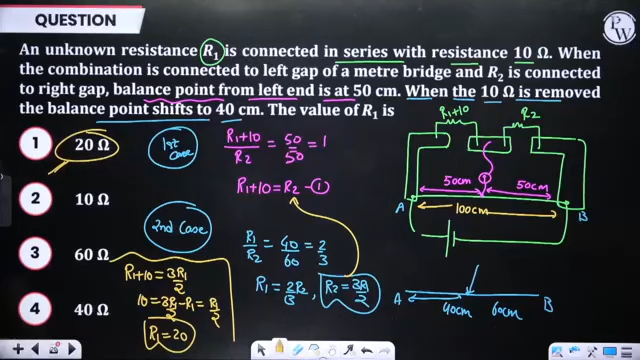 QUESTION
PW
An unknown resistance R₁ is connected in series with resistance 10 Ω. When
the combination is connected to left gap of a metre bridge and R₂ is connected
to right gap, balance point from left end is at 50 cm. When the 10 Ω is removed
the balance point shifts to 40 cm. The value of R₁ is
1 20 Ω
2 10 Ω
3 60 Ω
4 40 Ω
1st case
R₁+10/R₂ = 50/50 = 1
R₁+10 = R₂ - ①
2nd case
R₁/R₂ = 40/60 = 2/3
R₁ = 2R₂/3, R₂ = 3R₁/2
R₁+10 = 3R₁/2
10 = 3R₁/2 - R₁ = R₁/2
R₁ = 20
R₁+10 R₂
50cm 50cm
A 100cm B
A B
40cm 60cm